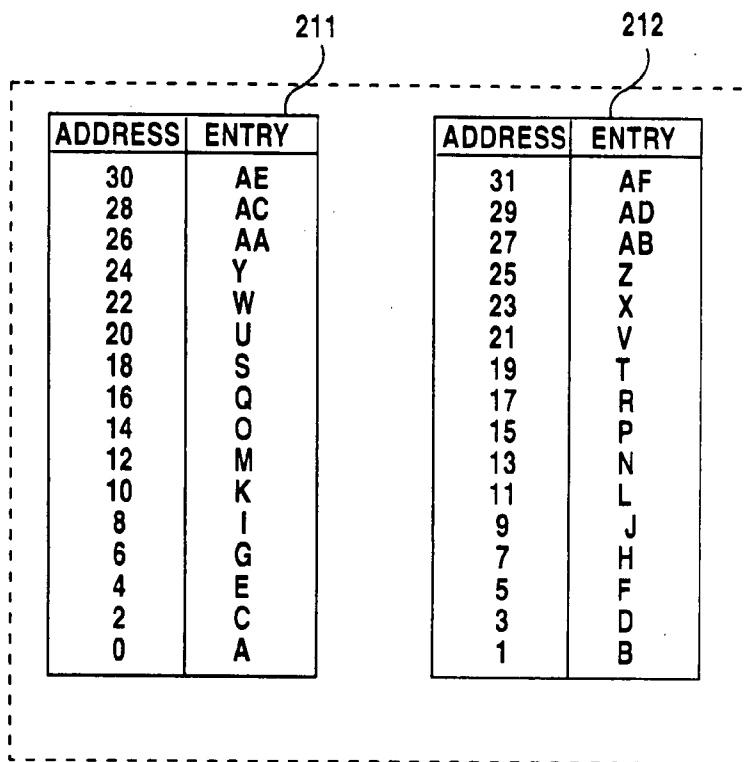 211
212
ADDRESS ENTRY
30 AE
28 AC
26 AA
24 Y
22 W
20 U
18 S
16 Q
14 O
12 M
10 K
8 I
6 G
4 E
2 C
0 A
ADDRESS ENTRY
31 AF
29 AD
27 AB
25 Z
23 X
21 V
19 T
17 R
15 P
13 N
11 L
9 J
7 H
5 F
3 D
1 B